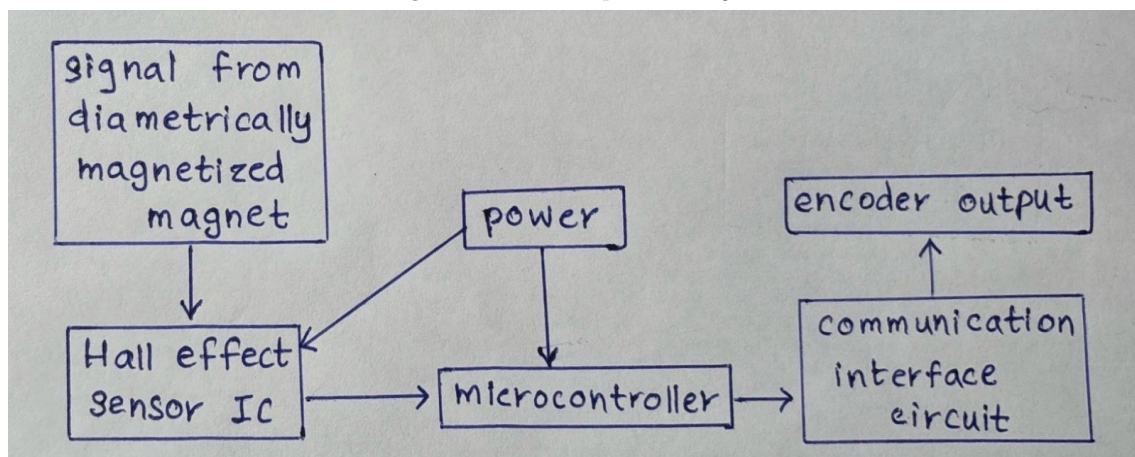 signal from
diametrically
magnetized
magnet
power
encoder output
Hall effect
sensor IC
microcontroller
communication
interface
circuit